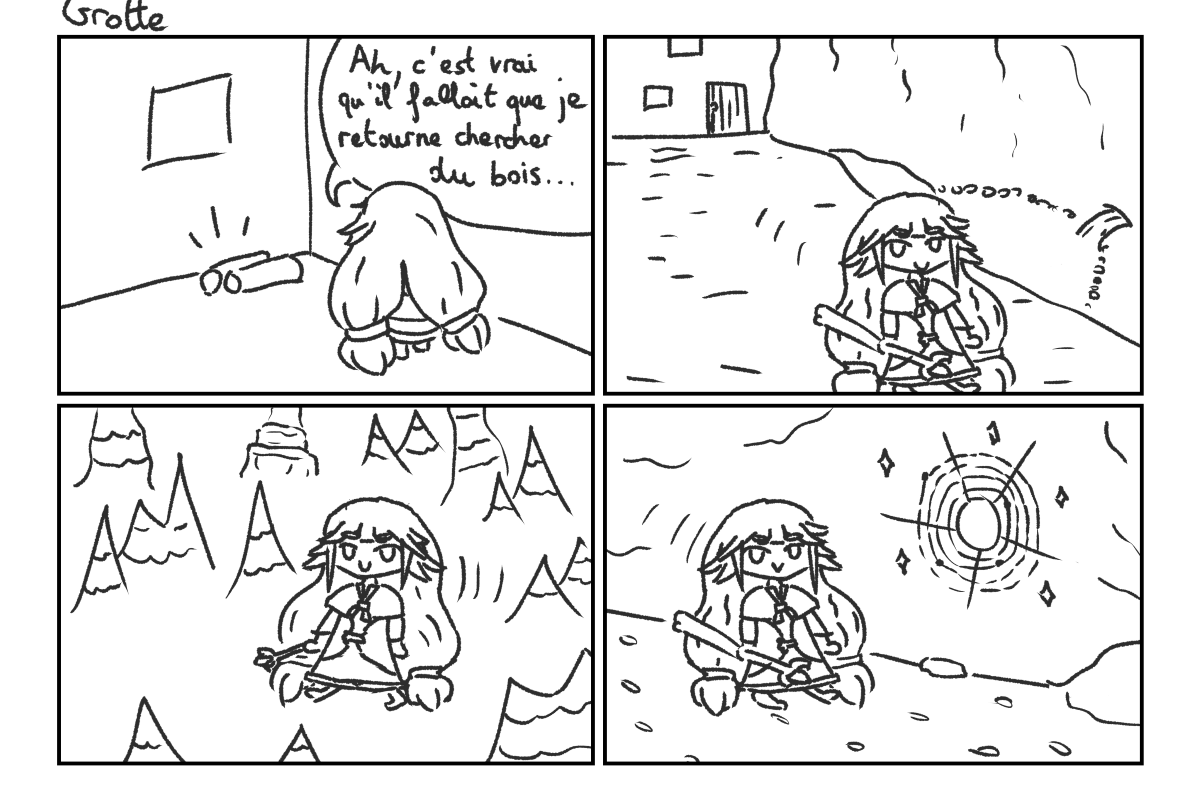 Grotte
Ah, c'est vrai
qu'il fallait que je
retourne chercher
du bois...